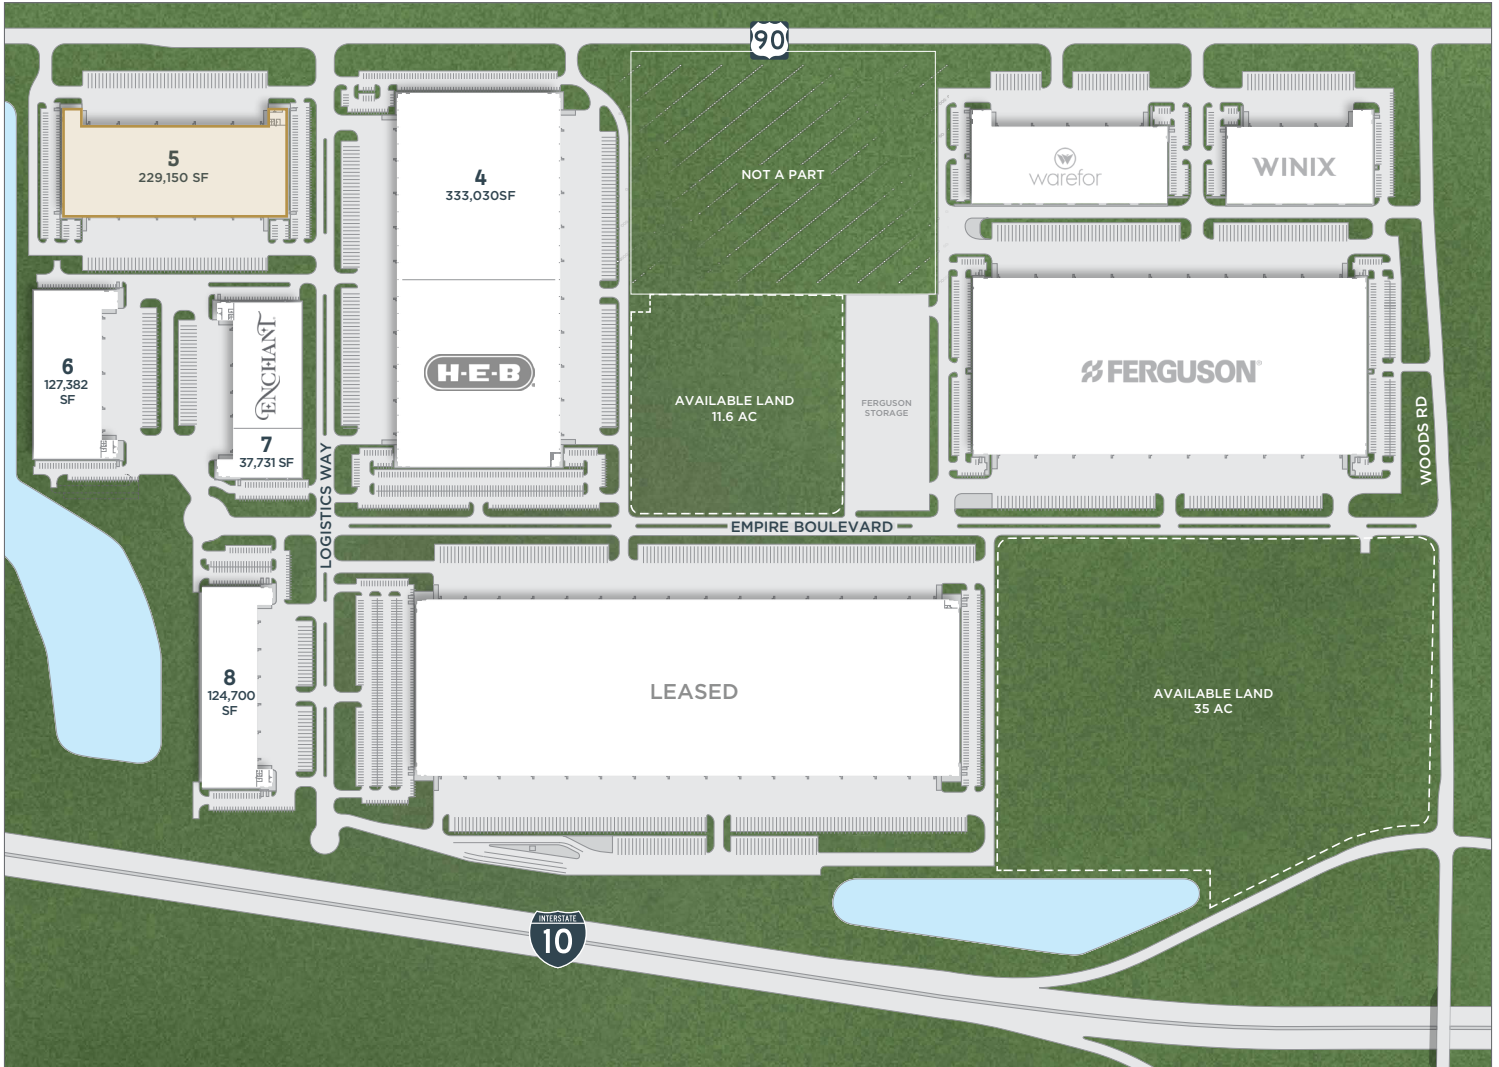 90
5
229,150 SF
4
333,030SF
NOT A PART
warefor
WINIX
6
127,382
SF
ENCHANT
7
37,731 SF
H-E-B
AVAILABLE LAND
11.6 AC
FERGUSON
STORAGE
FERGUSON
WOODS RD
LOGISTICS WAY
EMPIRE BOULEVARD
8
124,700
SF
LEASED
AVAILABLE LAND
35 AC
INTERSTATE
10